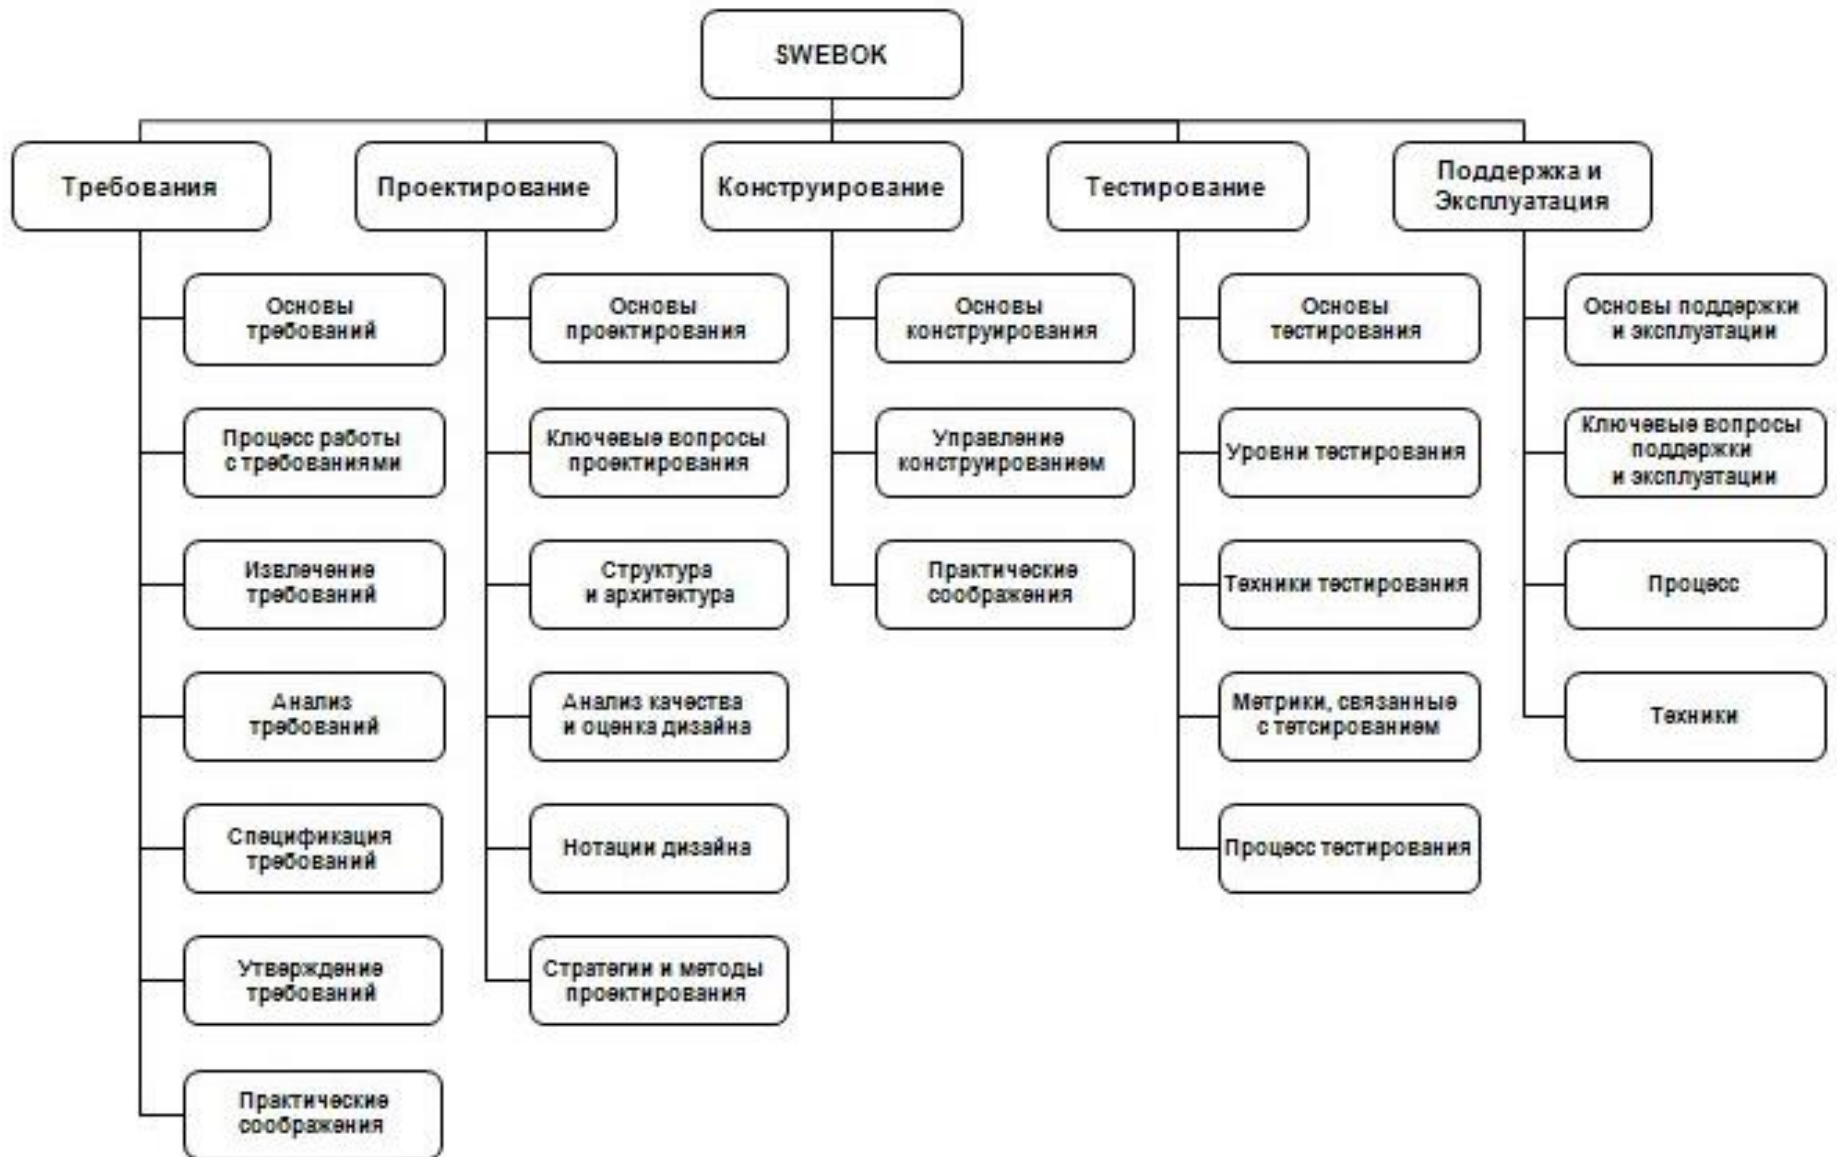 SWEBOK
Требования
Проектирование
Конструирование
Тестирование
Поддержка и
Эксплуатация
Основы
требований
Процесс работы
с требованиями
Извлечение
требований
Анализ
требований
Спецификация
требований
Утверждение
требований
Практические
соображения
Основы
проектирования
Ключевые вопросы
проектирования
Структура
и архитектура
Анализ качества
и оценка дизайна
Нотации дизайна
Стратегии и методы
проектирования
Основы
конструирования
Управление
конструированием
Практические
соображения
Основы
тестирования
Уровни тестирования
Техники тестирования
Метрики, связанные
с тетсированием
Процесс тестирования
Основы поддержки
и эксплуатации
Ключевые вопросы
поддержки
и эксплуатации
Процесс
Техники